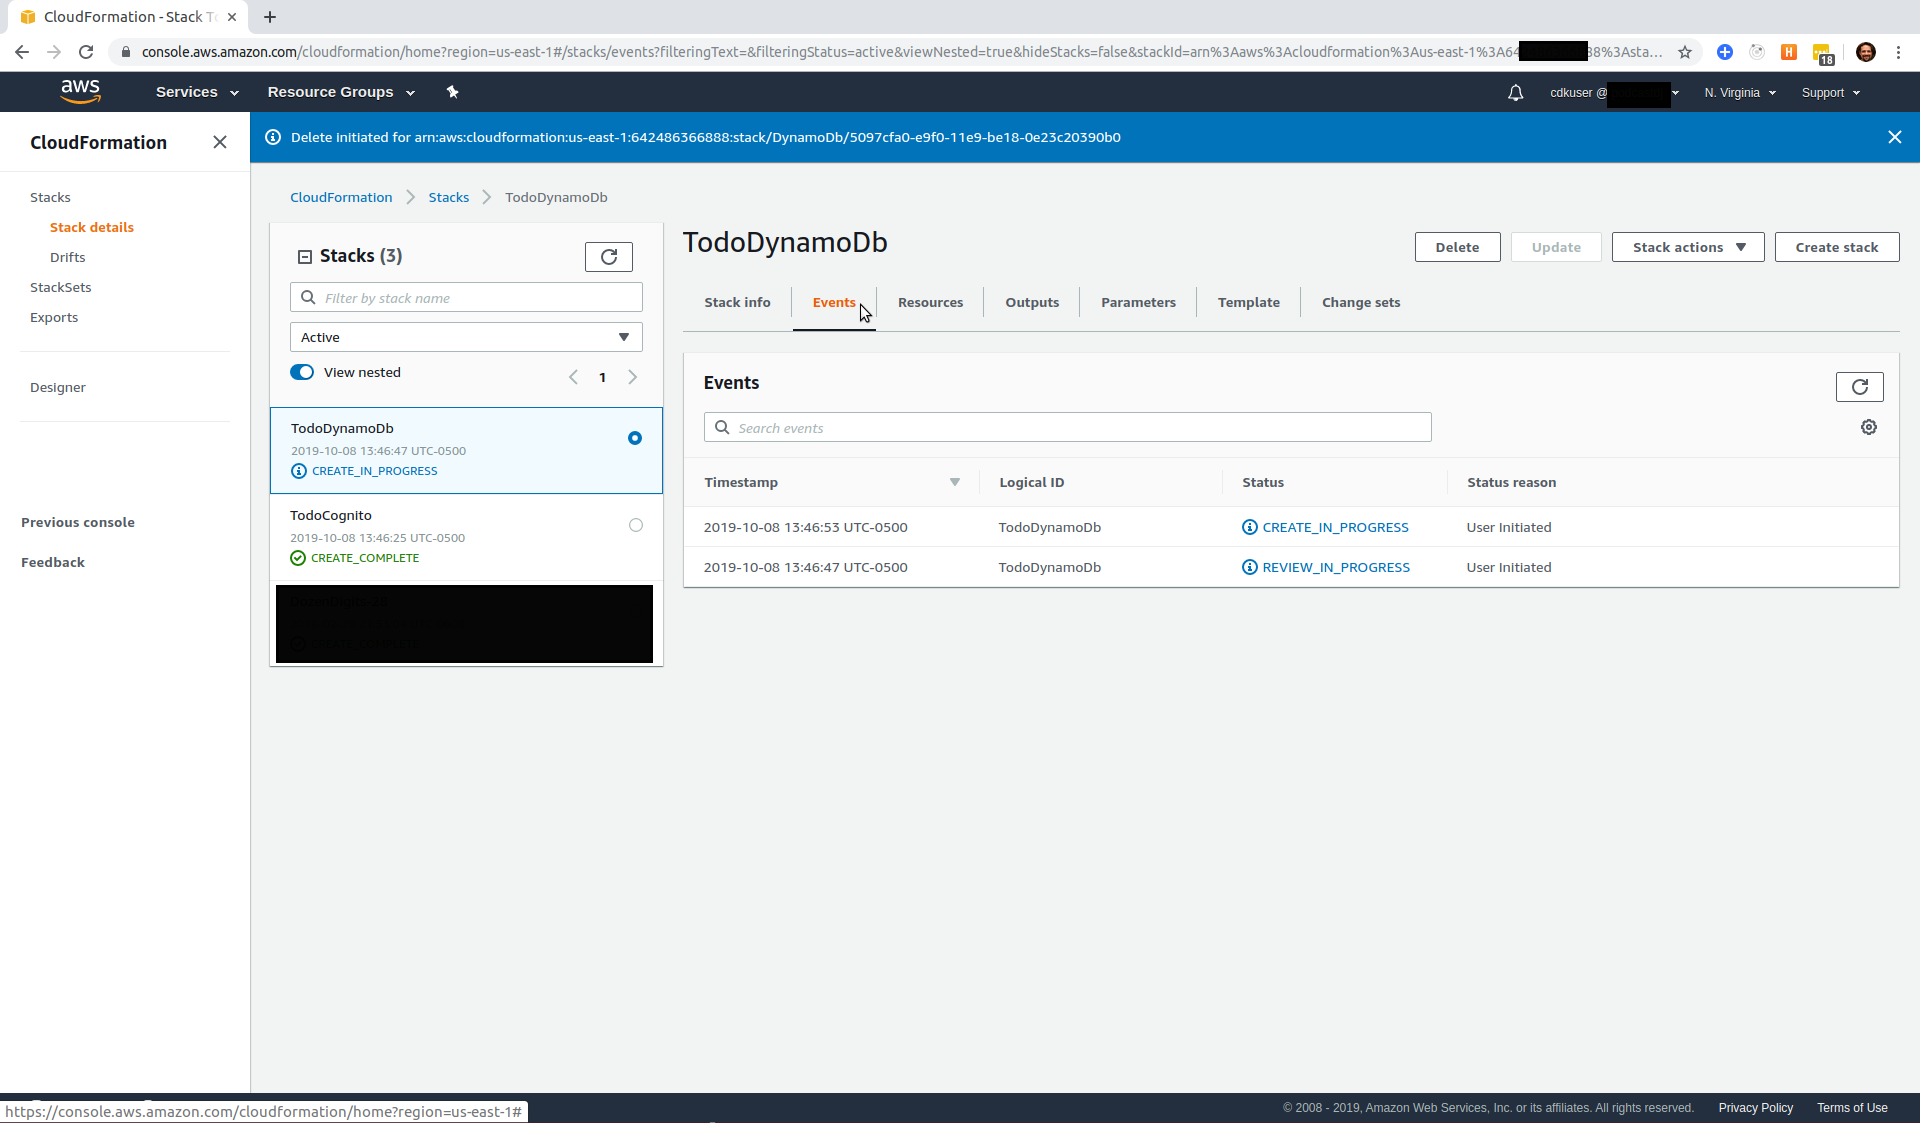 CloudFormation - Stack To
console.aws.amazon.com/cloudformation/home?region=us-east-1#/stacks/events?filteringText=&filteringStatus=active&viewNested=true&hideStacks=false&stackId=arn%3Aaws%3Acloudformation%3Aus-east-1%3A64 88%3Asta...
18
aws
Services
Resource Groups
cdkuser @
N. Virginia
Support
CloudFormation
Delete initiated for arn:aws:cloudformation:us-east-1:642486366888:stack/DynamoDb/5097cfa0-e9f0-11e9-be18-0e23c20390b0
Stacks
Stack details
Drifts
StackSets
Exports
Designer
Previous console
Feedback
CloudFormation
Stacks
TodoDynamoDb
Stacks (3)
Filter by stack name
Active
View nested
1
TodoDynamoDb
2019-10-08 13:46:47 UTC-0500
CREATE_IN_PROGRESS
TodoCognito
2019-10-08 13:46:25 UTC-0500
CREATE_COMPLETE
CREATE_COMPLETE
TodoDynamoDb
Delete
Update
Stack actions
Create stack
Stack info
Events
Resources
Outputs
Parameters
Template
Change sets
Events
Search events
Timestamp Logical ID Status Status reason
2019-10-08 13:46:53 UTC-0500 TodoDynamoDb CREATE_IN_PROGRESS User Initiated
2019-10-08 13:46:47 UTC-0500 TodoDynamoDb REVIEW_IN_PROGRESS User Initiated
https://console.aws.amazon.com/cloudformation/home?region=us-east-1#
© 2008 - 2019, Amazon Web Services, Inc. or its affiliates. All rights reserved.
Privacy Policy
Terms of Use